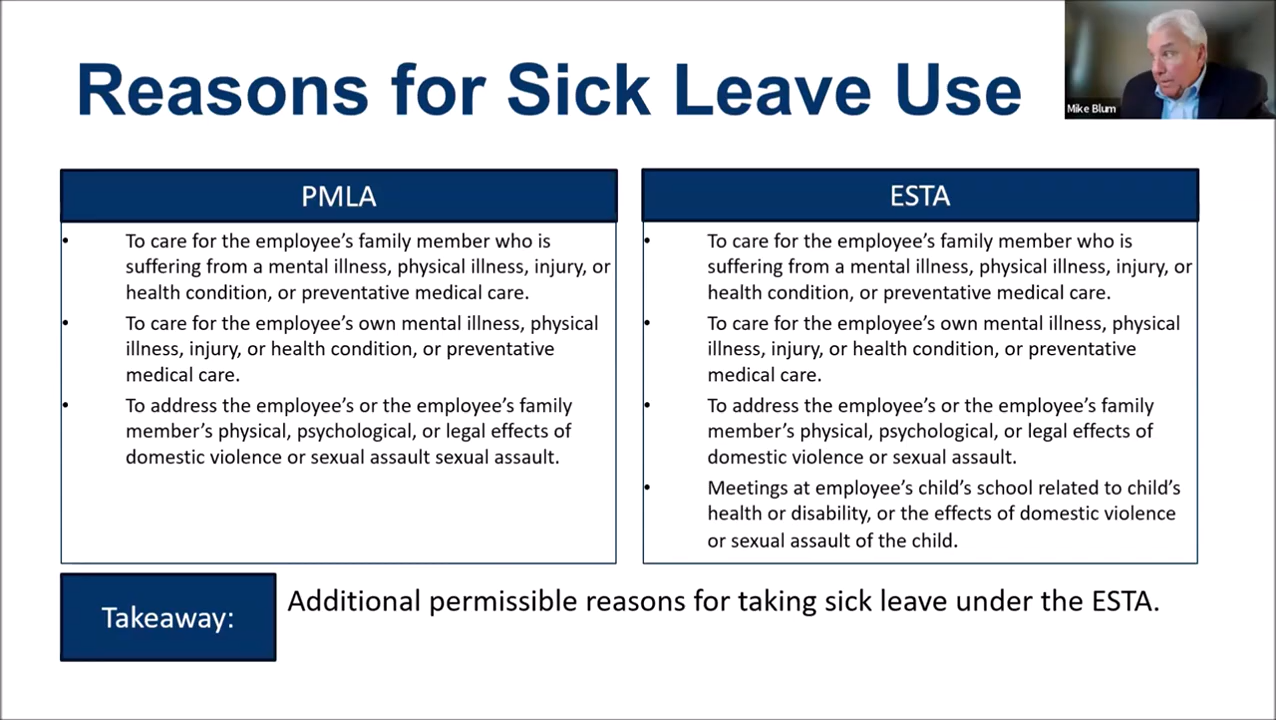 Reasons for Sick Leave Use
Mike Blum
PMLA
• To care for the employee’s family member who is
suffering from a mental illness, physical illness, injury, or
health condition, or preventative medical care.
• To care for the employee’s own mental illness, physical
illness, injury, or health condition, or preventative
medical care.
• To address the employee’s or the employee’s family
member’s physical, psychological, or legal effects of
domestic violence or sexual assault sexual assault.
ESTA
• To care for the employee’s family member who is
suffering from a mental illness, physical illness, injury, or
health condition, or preventative medical care.
• To care for the employee’s own mental illness, physical
illness, injury, or health condition, or preventative
medical care.
• To address the employee’s or the employee’s family
member’s physical, psychological, or legal effects of
domestic violence or sexual assault.
• Meetings at employee’s child’s school related to child’s
health or disability, or the effects of domestic violence
or sexual assault of the child.
Takeaway:
Additional permissible reasons for taking sick leave under the ESTA.